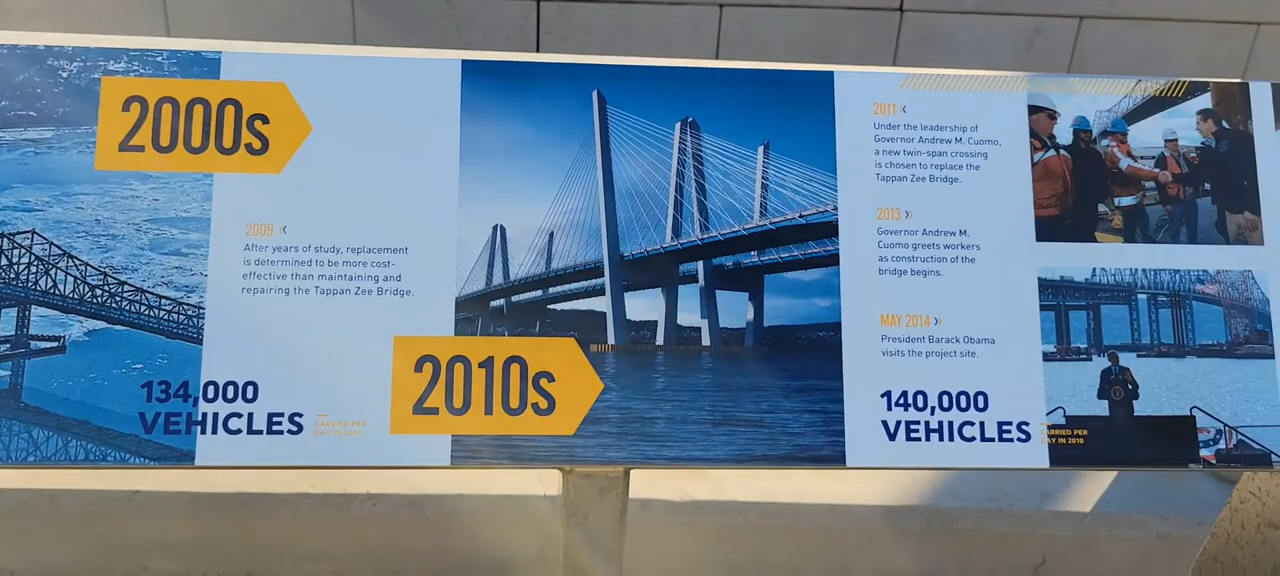 2000s
2009 «
After years of study, replacement
is determined to be more cost-
effective than maintaining and
repairing the Tappan Zee Bridge.
134,000
VEHICLES
CARRIED PER
DAY IN 2000
2010s
2011 «
Under the leadership of
Governor Andrew M. Cuomo,
a new twin-span crossing
is chosen to replace the
Tappan Zee Bridge.
2013 »
Governor Andrew M.
Cuomo greets workers
as construction of the
bridge begins.
MAY 2014 »
President Barack Obama
visits the project site.
140,000
VEHICLES
CARRIED PER
DAY IN 2010